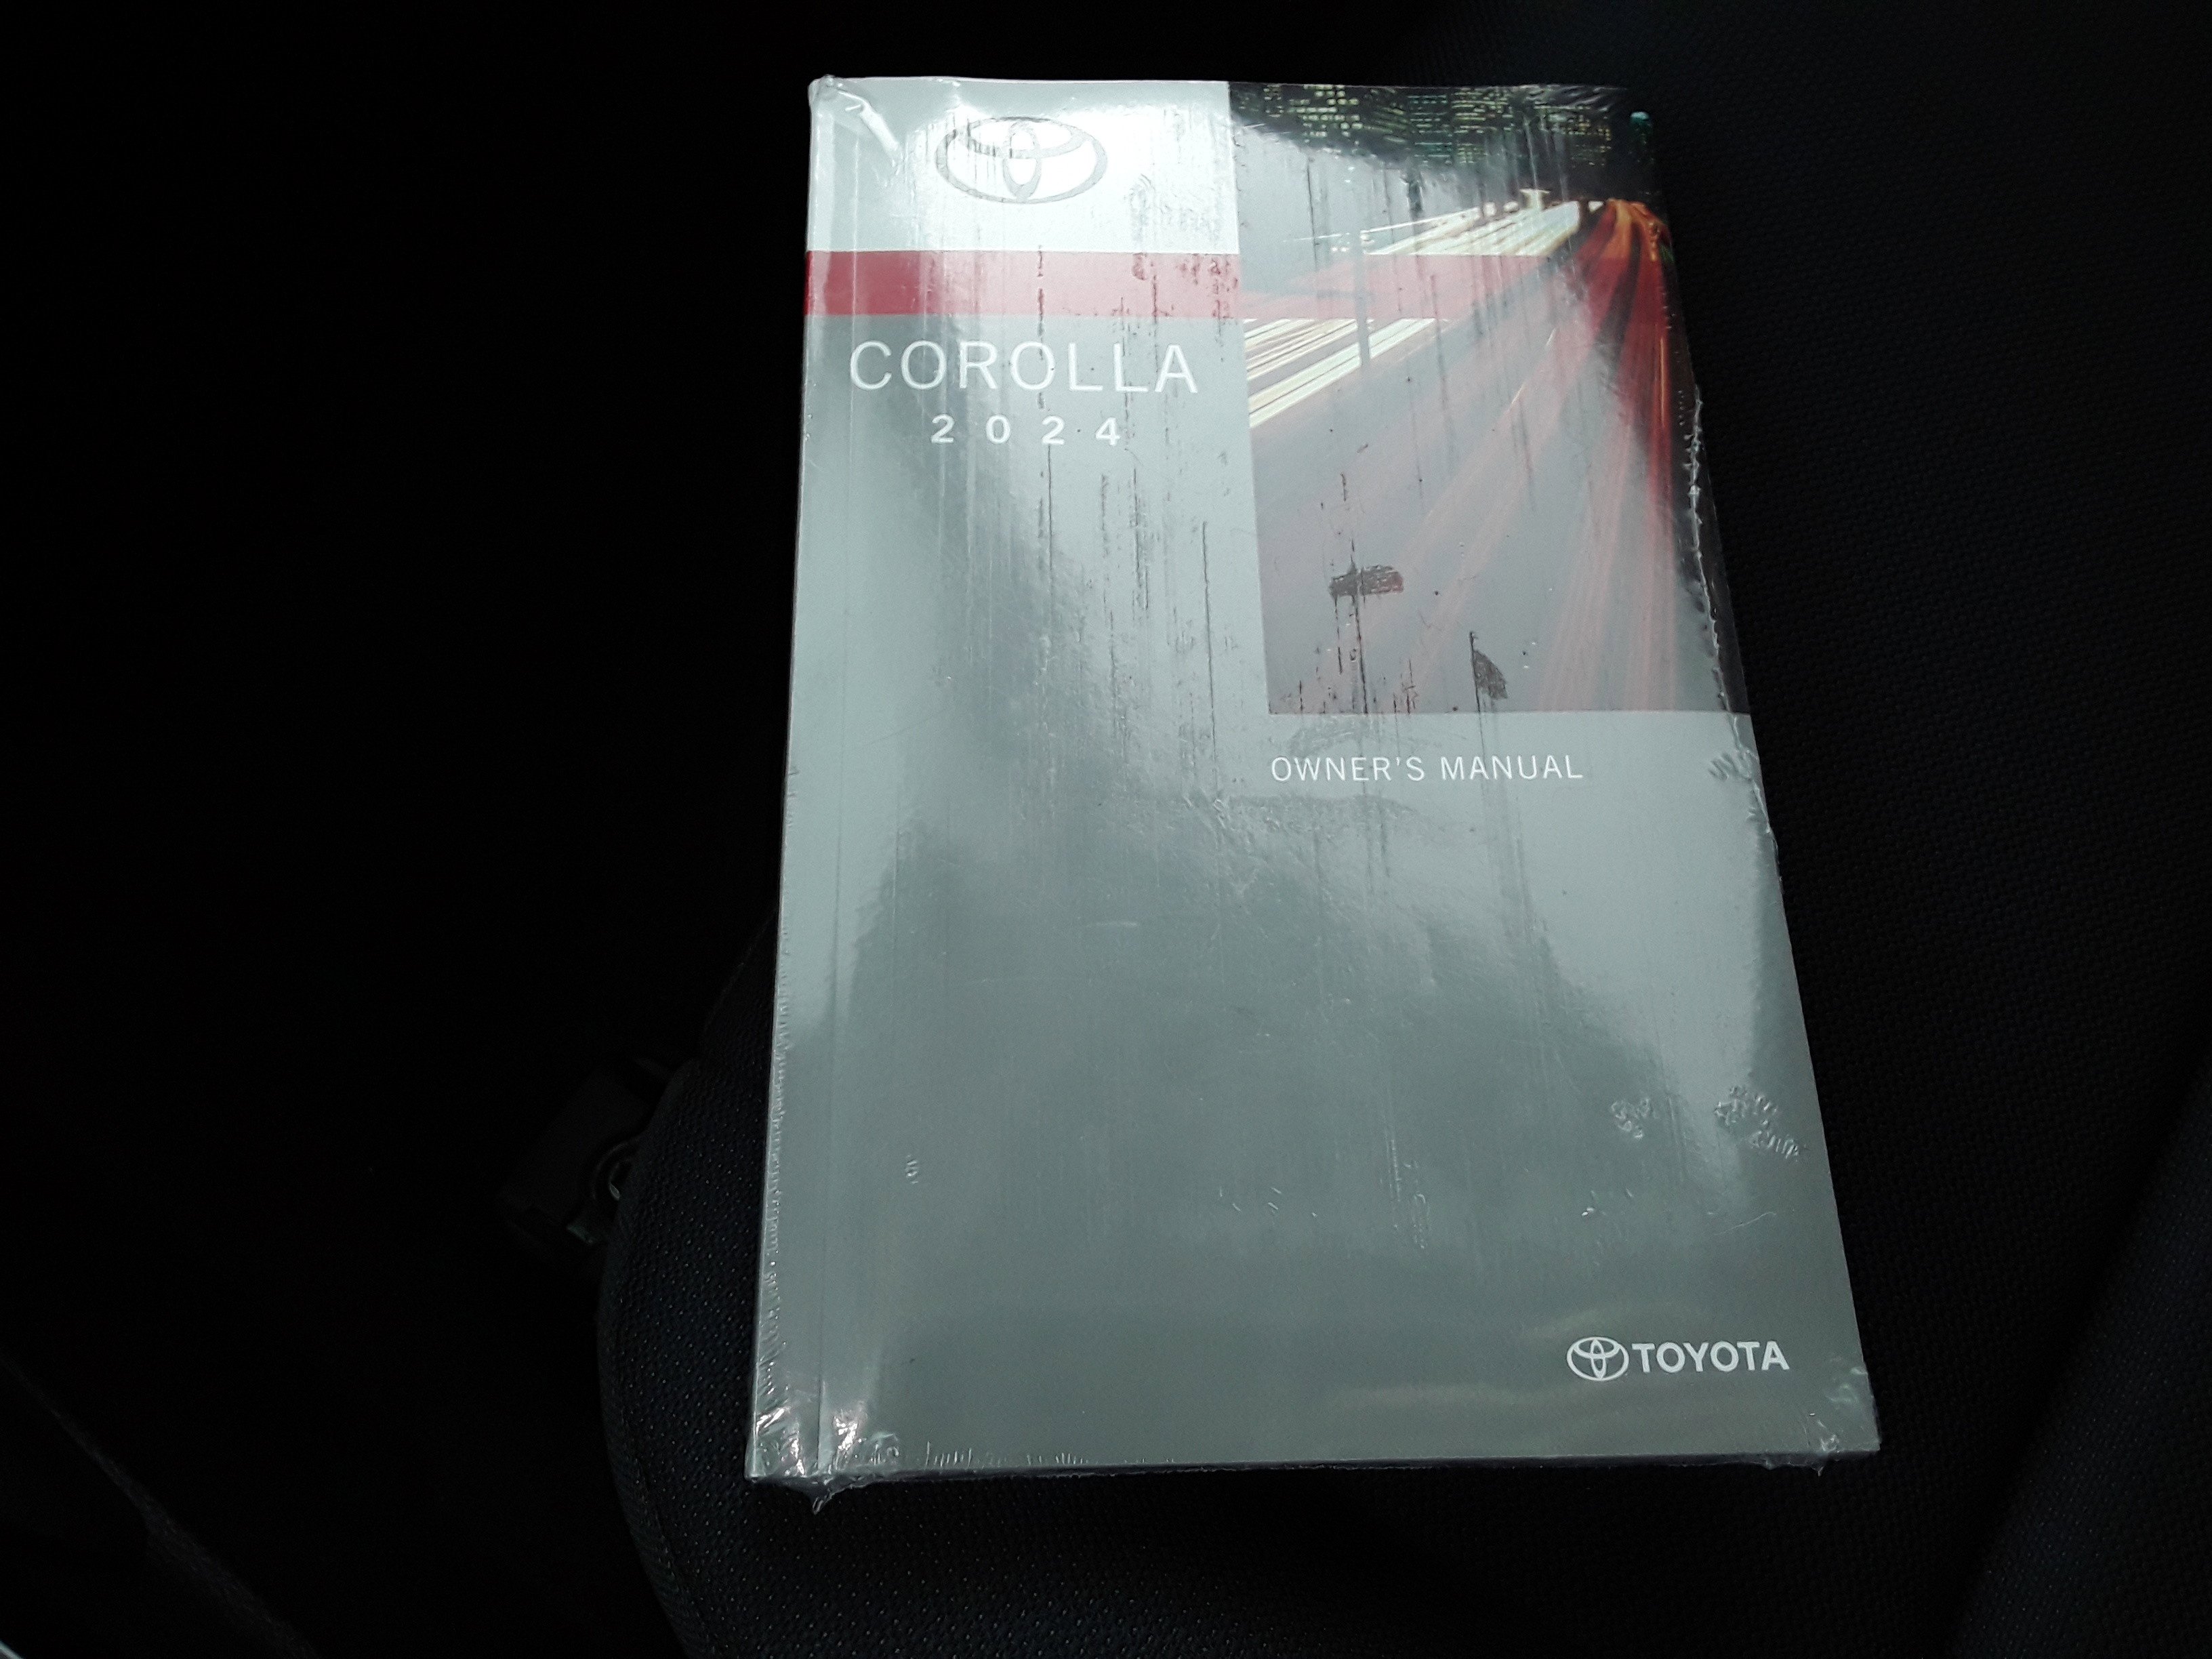 COROLLA
2024
OWNER'S MANUAL
TOYOTA